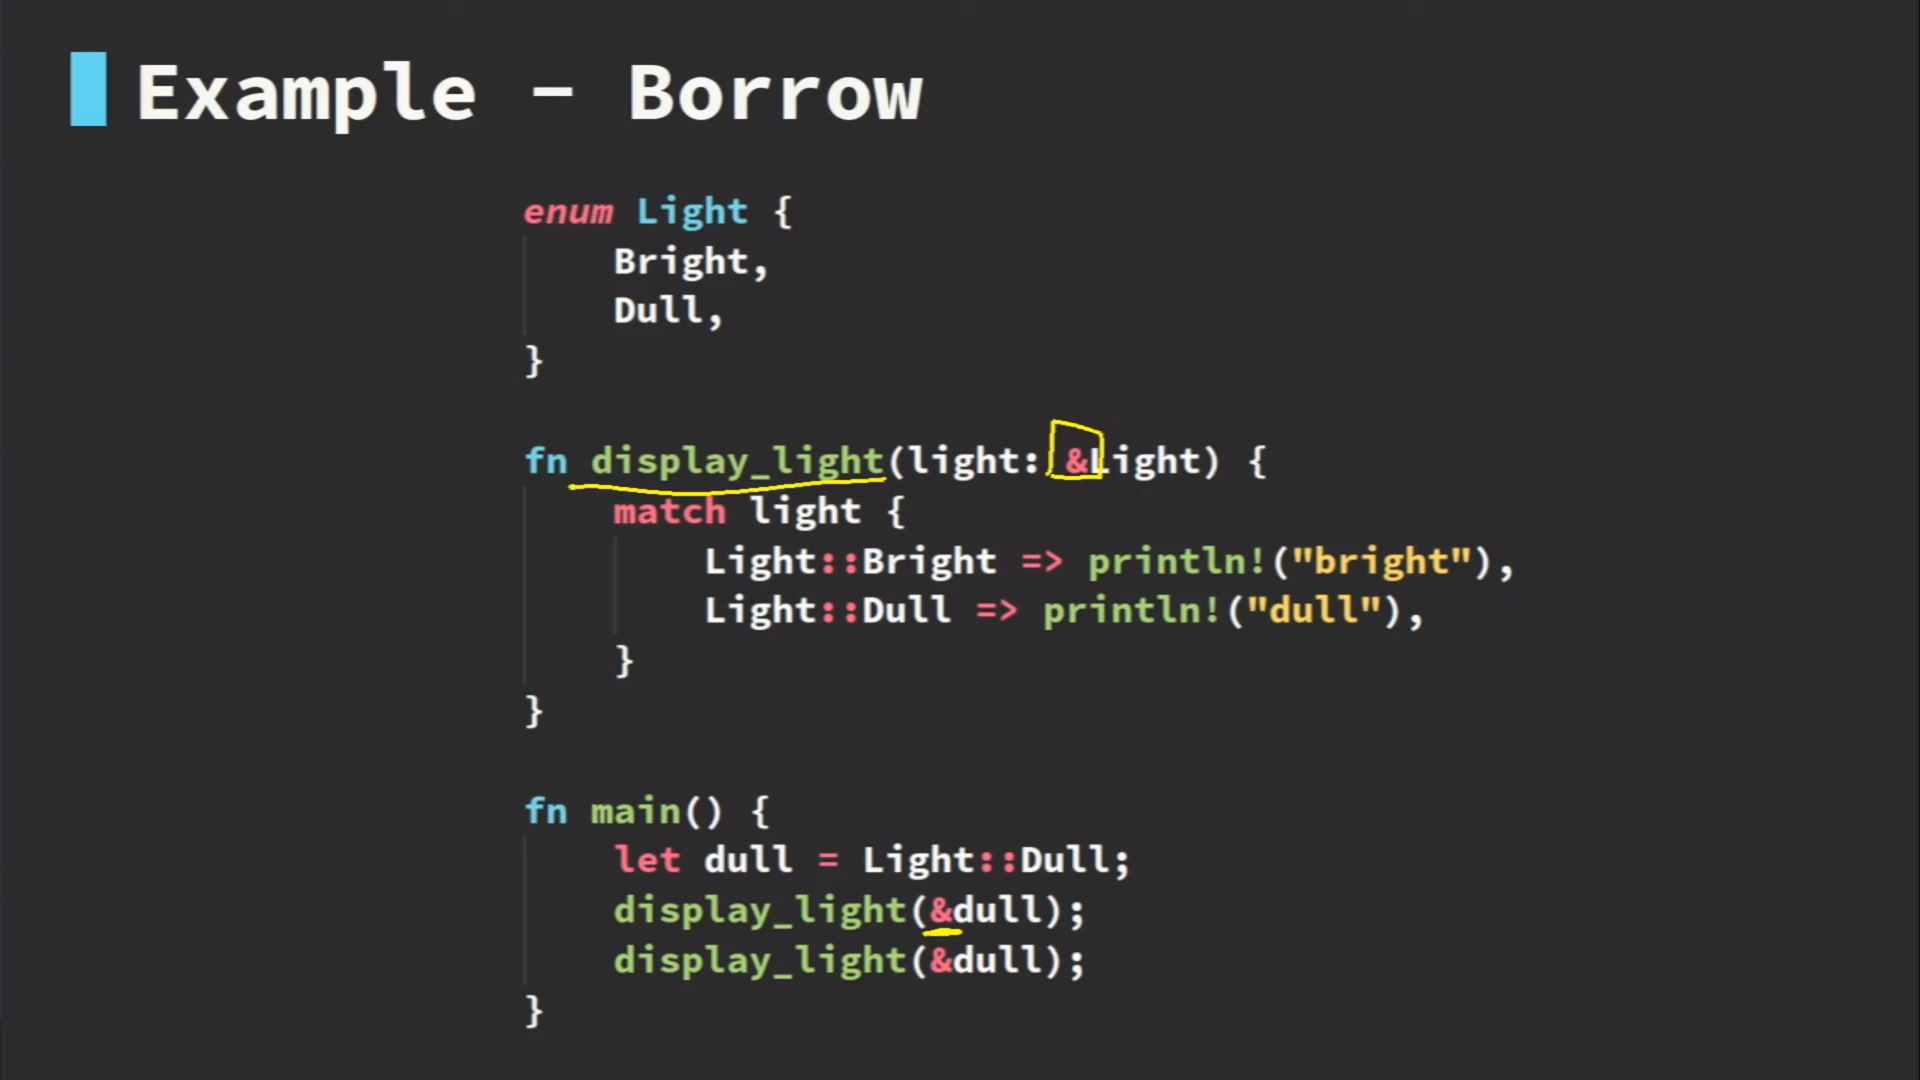 Example - Borrow
enum Light {
Bright,
Dull,
}
fn display_light(light: &Light) {
match light {
Light::Bright => println!("bright"),
Light::Dull => println!("dull"),
}
}
fn main() {
let dull = Light::Dull;
display_light(&dull);
display_light(&dull);
}